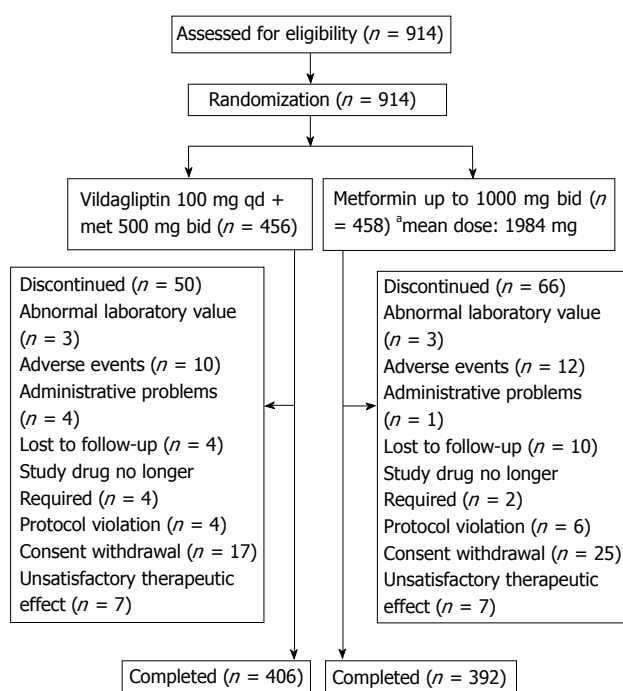 Assessed for eligibility (n = 914)
Randomization (n = 914)
Vildagliptin 100 mg qd +
met 500 mg bid (n = 456)
Metformin up to 1000 mg bid (n
= 458) ᵃmean dose: 1984 mg
Discontinued (n = 50)
Abnormal laboratory value
(n = 3)
Adverse events (n = 10)
Administrative problems
(n = 4)
Lost to follow-up (n = 4)
Study drug no longer
Required (n = 4)
Protocol violation (n = 4)
Consent withdrawal (n = 17)
Unsatisfactory therapeutic
effect (n = 7)
Discontinued (n = 66)
Abnormal laboratory value
(n = 3)
Adverse events (n = 12)
Administrative problems
(n = 1)
Lost to follow-up (n = 10)
Study drug no longer
Required (n = 2)
Protocol violation (n = 6)
Consent withdrawal (n = 25)
Unsatisfactory therapeutic
effect (n = 7)
Completed (n = 406)
Completed (n = 392)